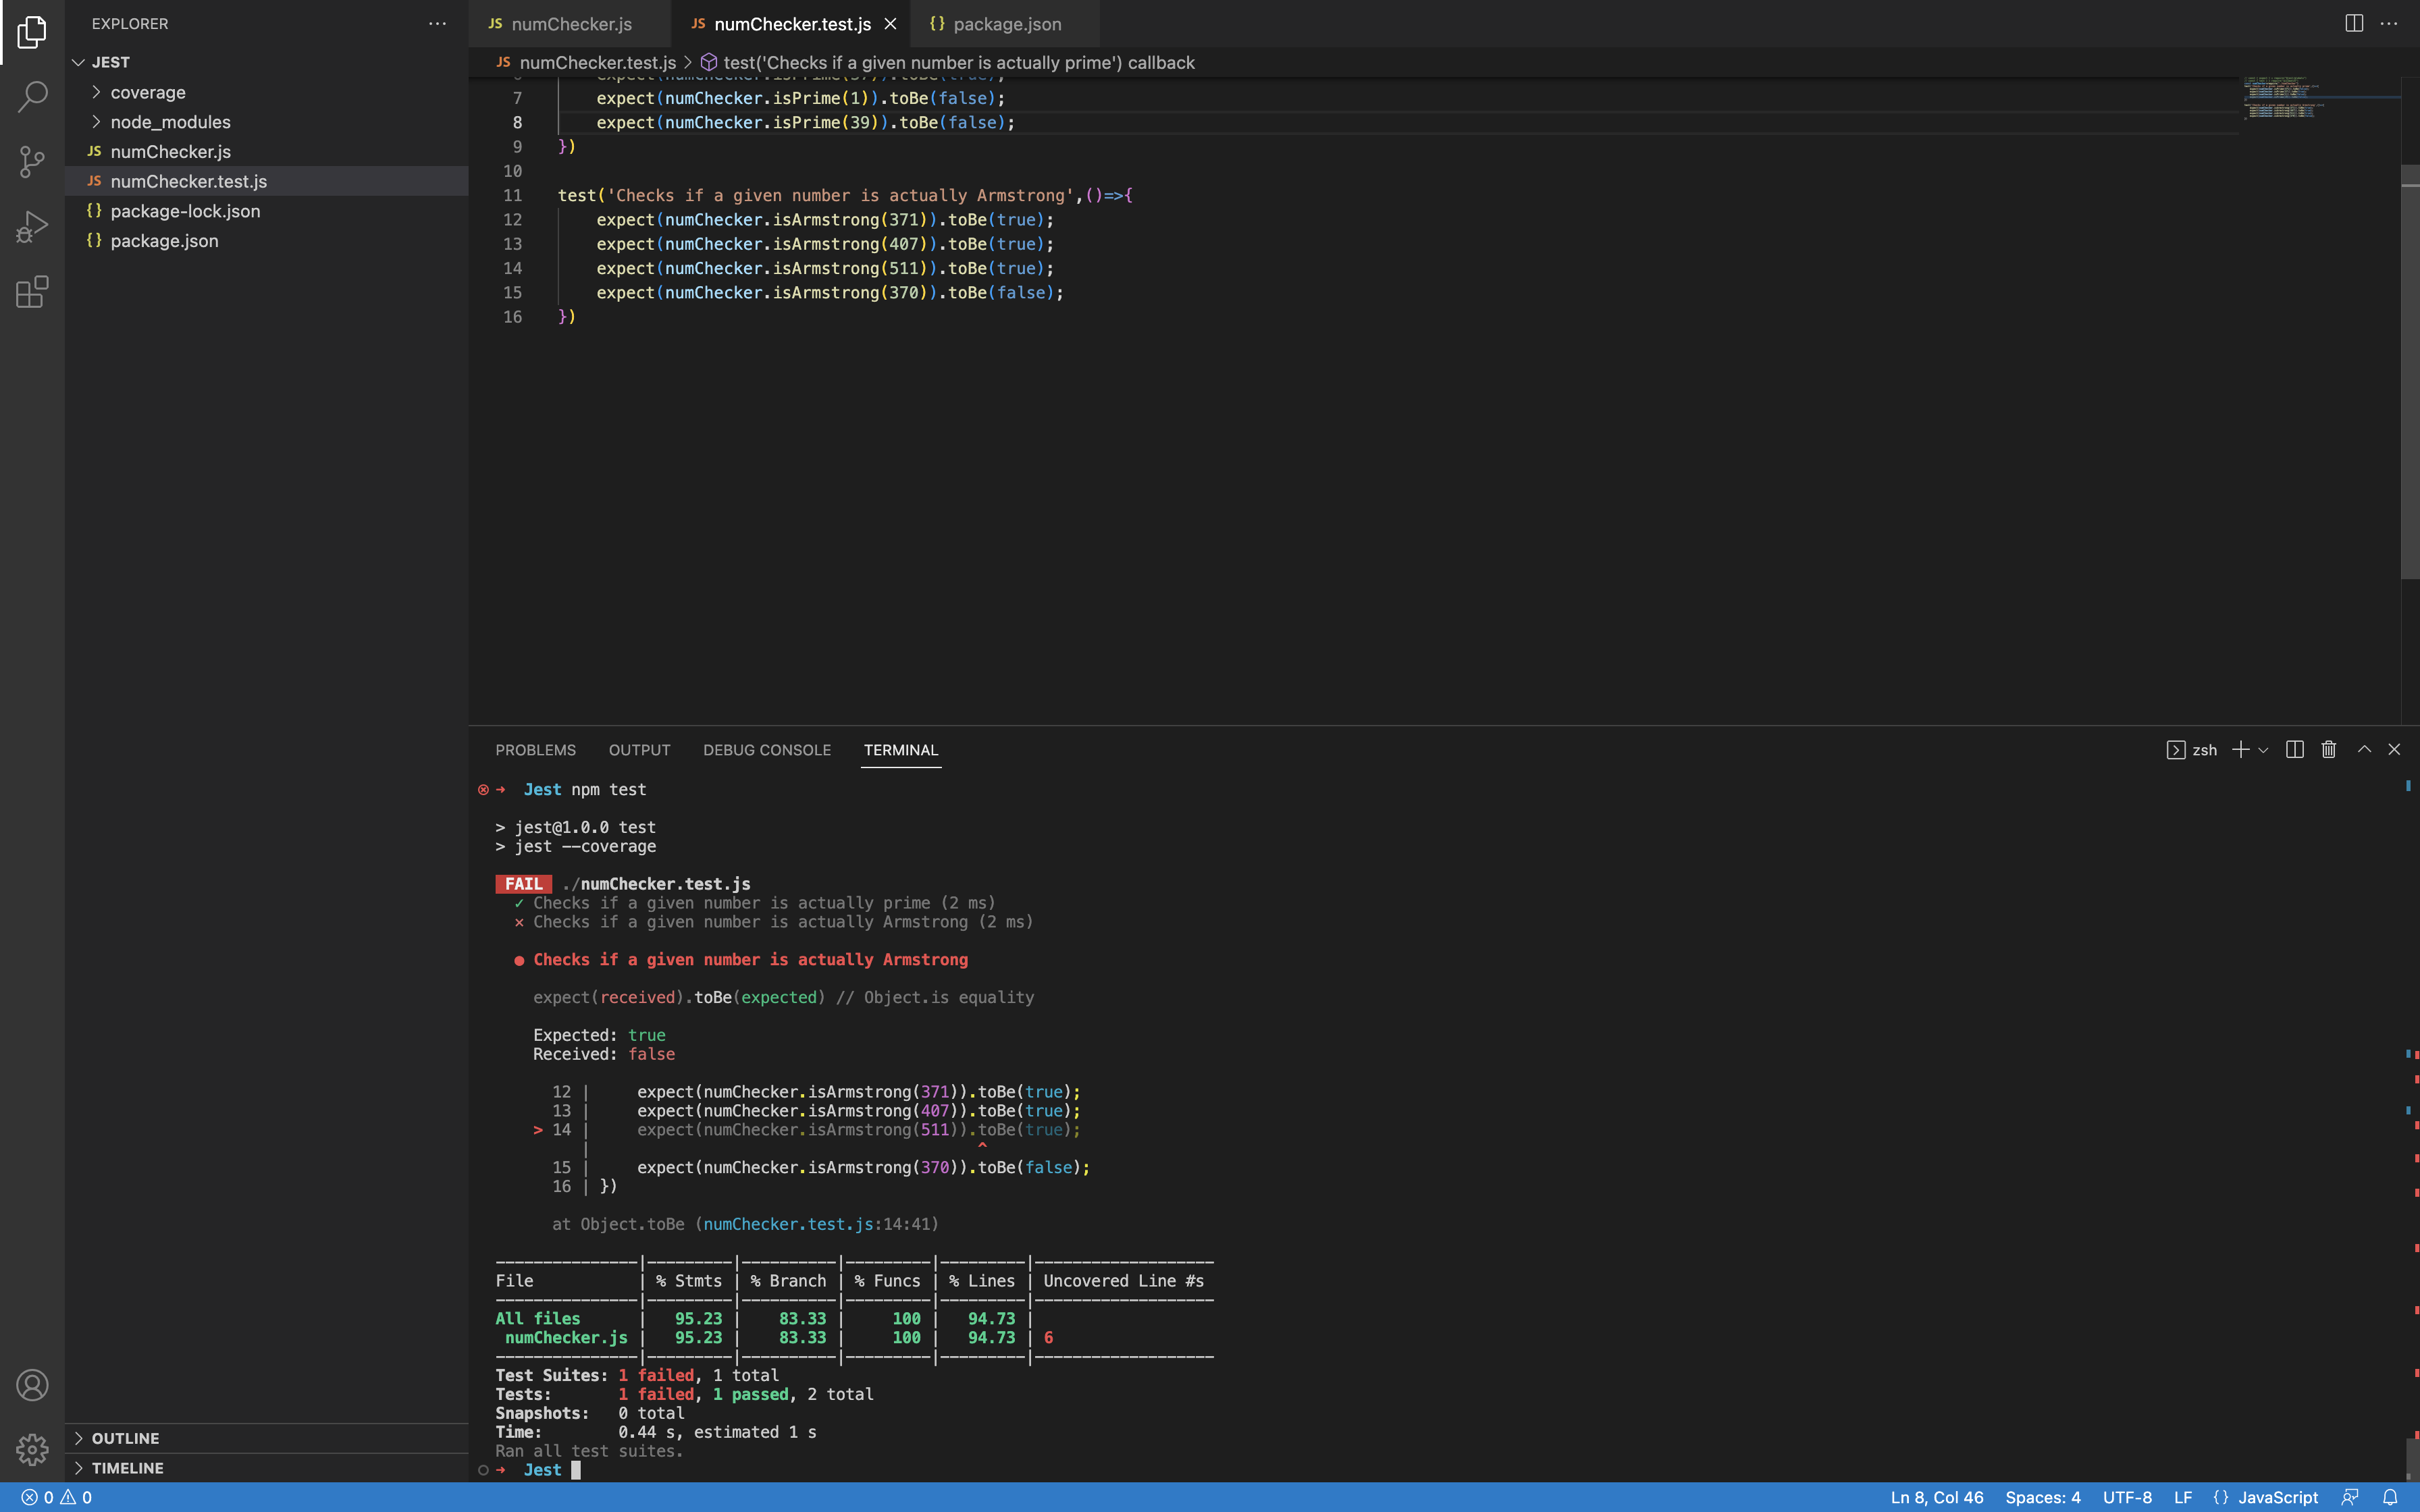 EXPLORER
JEST
coverage
node_modules
JS numChecker.js
JS numChecker.test.js
{} package-lock.json
{} package.json
OUTLINE
TIMELINE
JS numChecker.js
JS numChecker.test.js
{} package.json
JS numChecker.test.js > test('Checks if a given number is actually prime') callback
7 expect(numChecker.isPrime(1)).toBe(false);
8 expect(numChecker.isPrime(39)).toBe(false);
9 })
10
11 test('Checks if a given number is actually Armstrong',()=>{
12 expect(numChecker.isArmstrong(371)).toBe(true);
13 expect(numChecker.isArmstrong(407)).toBe(true);
14 expect(numChecker.isArmstrong(511)).toBe(true);
15 expect(numChecker.isArmstrong(370)).toBe(false);
16 })
PROBLEMS OUTPUT DEBUG CONSOLE TERMINAL
zsh
Jest npm test
> jest@1.0.0 test
> jest --coverage
FAIL ./numChecker.test.js
✓ Checks if a given number is actually prime (2 ms)
✕ Checks if a given number is actually Armstrong (2 ms)
● Checks if a given number is actually Armstrong
expect(received).toBe(expected) // Object.is equality
Expected: true
Received: false
12 | expect(numChecker.isArmstrong(371)).toBe(true);
13 | expect(numChecker.isArmstrong(407)).toBe(true);
> 14 | expect(numChecker.isArmstrong(511)).toBe(true);
| ^
15 | expect(numChecker.isArmstrong(370)).toBe(false);
16 | })
at Object.toBe (numChecker.test.js:14:41)
---------------|---------|----------|---------|---------|-------------------
File | % Stmts | % Branch | % Funcs | % Lines | Uncovered Line #s
---------------|---------|----------|---------|---------|-------------------
All files | 95.23 | 83.33 | 100 | 94.73 |
numChecker.js | 95.23 | 83.33 | 100 | 94.73 | 6
---------------|---------|----------|---------|---------|-------------------
Test Suites: 1 failed, 1 total
Tests: 1 failed, 1 passed, 2 total
Snapshots: 0 total
Time: 0.44 s, estimated 1 s
Ran all test suites.
Jest
0 0
Ln 8, Col 46 Spaces: 4 UTF-8 LF {} JavaScript